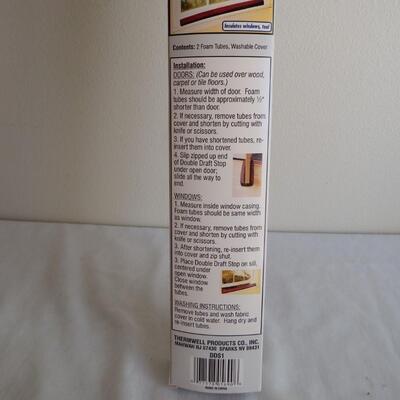 Insulates windows, too!
Contents: 2 Foam Tubes, Washable Cover
Installation:
DOORS: (Can be used over wood,
carpet or tile floors.)
1. Measure width of door. Foam
tubes should be approximately ½"
shorter than door.
2. If necessary, remove tubes from
cover and shorten by cutting with
knife or scissors.
3. If you have shortened tubes, re-
insert them into cover.
4. Slip zipped up end
of Double Draft Stop
under open door;
slide all the way to
end.
WINDOWS:
1. Measure inside window casing.
Foam tubes should be same width
as window.
2. If necessary, remove tubes from
cover and shorten by cutting with
knife or scissors.
3. After shortening, re-insert them
into cover and zip shut.
3. Place Double Draft Stop on sill,
centered under
open window.
Close window
between the
tubes.
WASHING INSTRUCTIONS:
Remove tubes and wash fabric
cover in cold water. Hang dry and
re-insert tubes.
THERMWELL PRODUCTS CO., INC.
MAHWAH NJ 07430 SPARKS NV 89431
DDS1
MADE IN CHINA